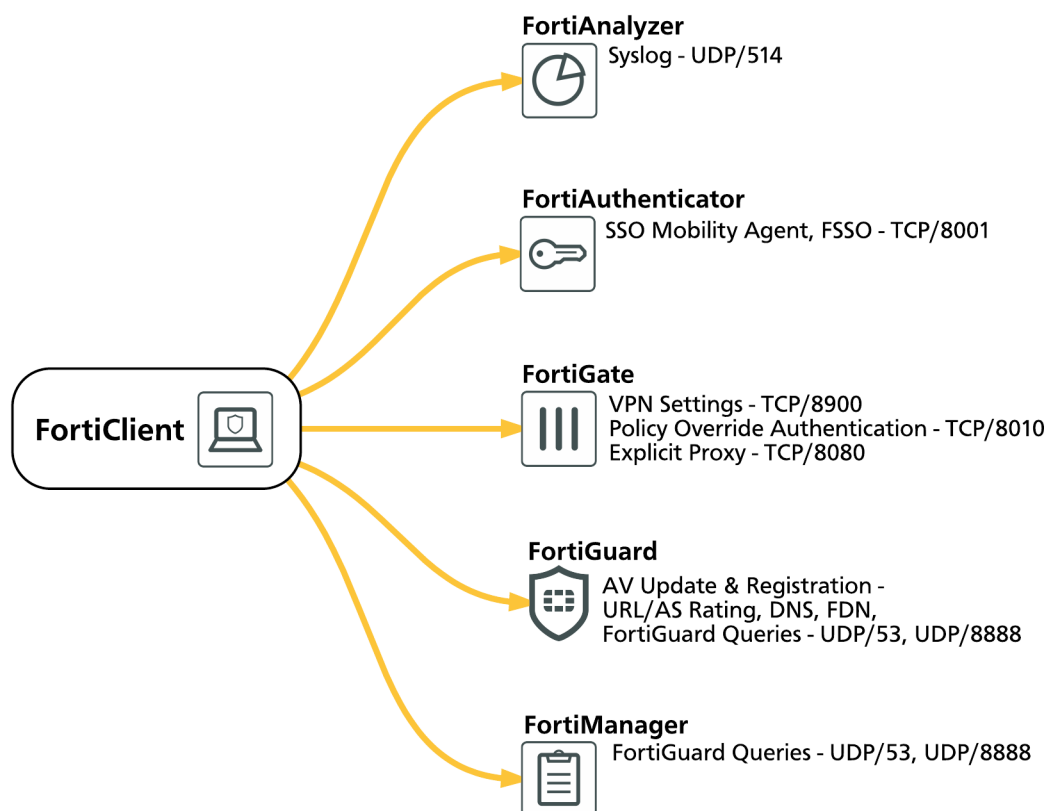 FortiAnalyzer
Syslog - UDP/514
FortiAuthenticator
SSO Mobility Agent, FSSO - TCP/8001
FortiGate
VPN Settings - TCP/8900
Policy Override Authentication - TCP/8010
Explicit Proxy - TCP/8080
FortiClient
FortiGuard
AV Update & Registration -
URL/AS Rating, DNS, FDN,
FortiGuard Queries - UDP/53, UDP/8888
FortiManager
FortiGuard Queries - UDP/53, UDP/8888